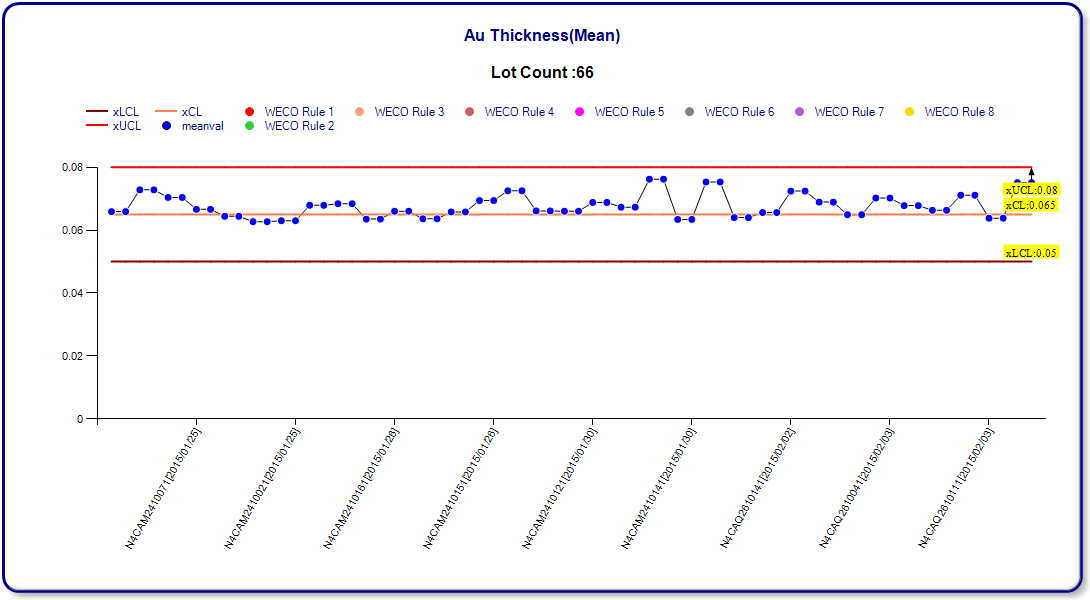 Au Thickness(Mean)
Lot Count :66
xLCL xCL WECO Rule 1 WECO Rule 3 WECO Rule 4 WECO Rule 5 WECO Rule 6 WECO Rule 7 WECO Rule 8
xUCL meanval WECO Rule 2
0.08
0.06
0.04
0.02
0
xUCL:0.08
xCL:0.065
xLCL:0.05
N4CAM2410071[2015/01/25]
N4CAM2410021[2015/01/25]
N4CAM2410161[2015/01/26]
N4CAM2410151[2015/01/26]
N4CAM2410121[2015/01/30]
N4CAM2410141[2015/01/30]
N4CAQ2810141[2015/02/02]
N4CAQ2810041[2015/02/03]
N4CAQ2810111[2015/02/03]